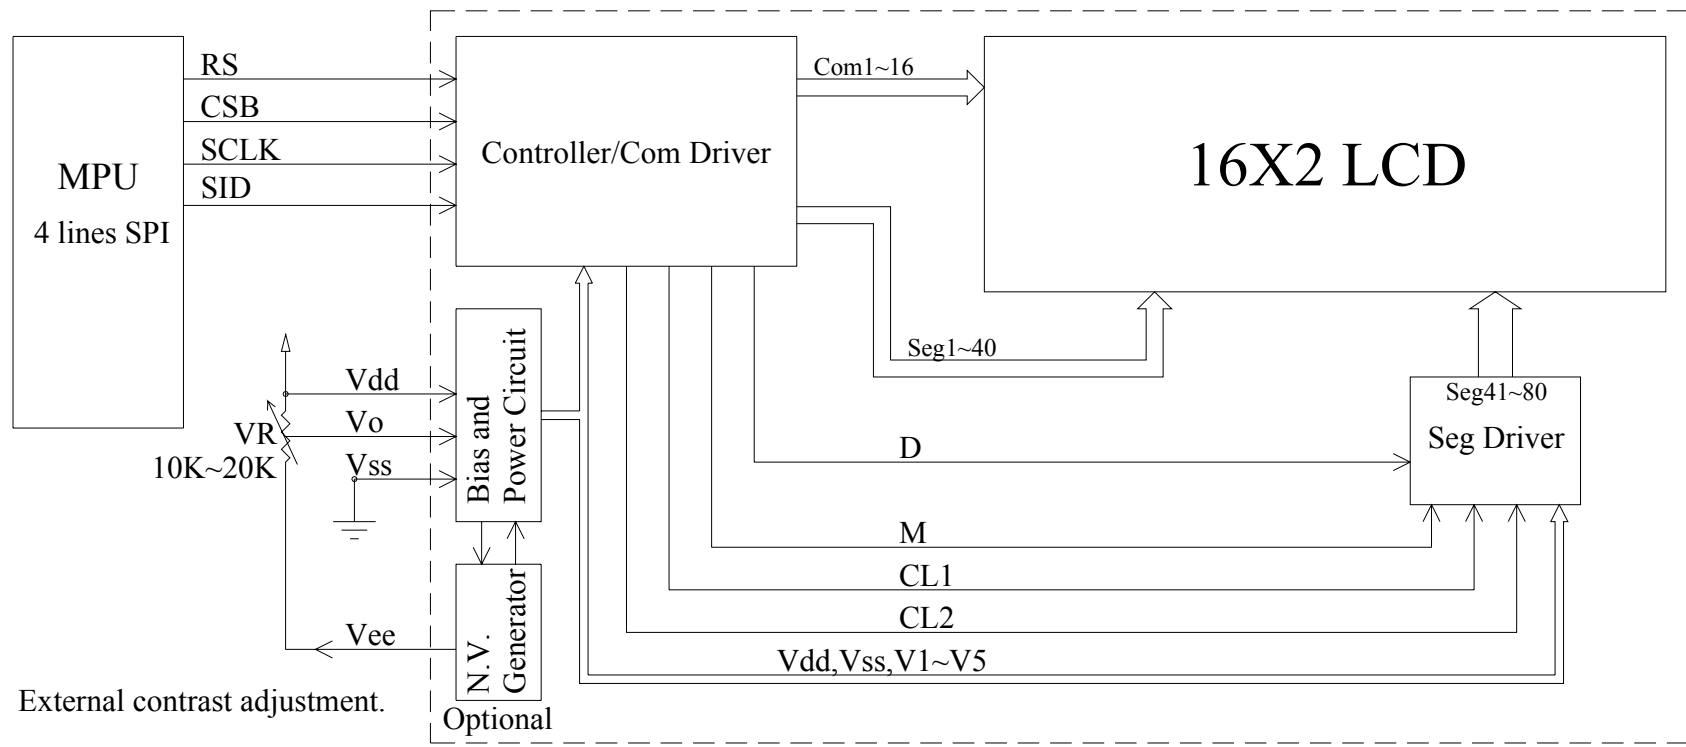 RS
CSB
SCLK
SID
MPU
4 lines SPI
Controller/Com Driver
Com1~16
16X2 LCD
Seg1~40
Seg41~80
Seg Driver
Vdd
Vo
Vss
VR
10K~20K
Bias and
Power Circuit
D
M
CL1
CL2
Vdd,Vss,V1~V5
Vee
N.V.
Generator
Optional
External contrast adjustment.